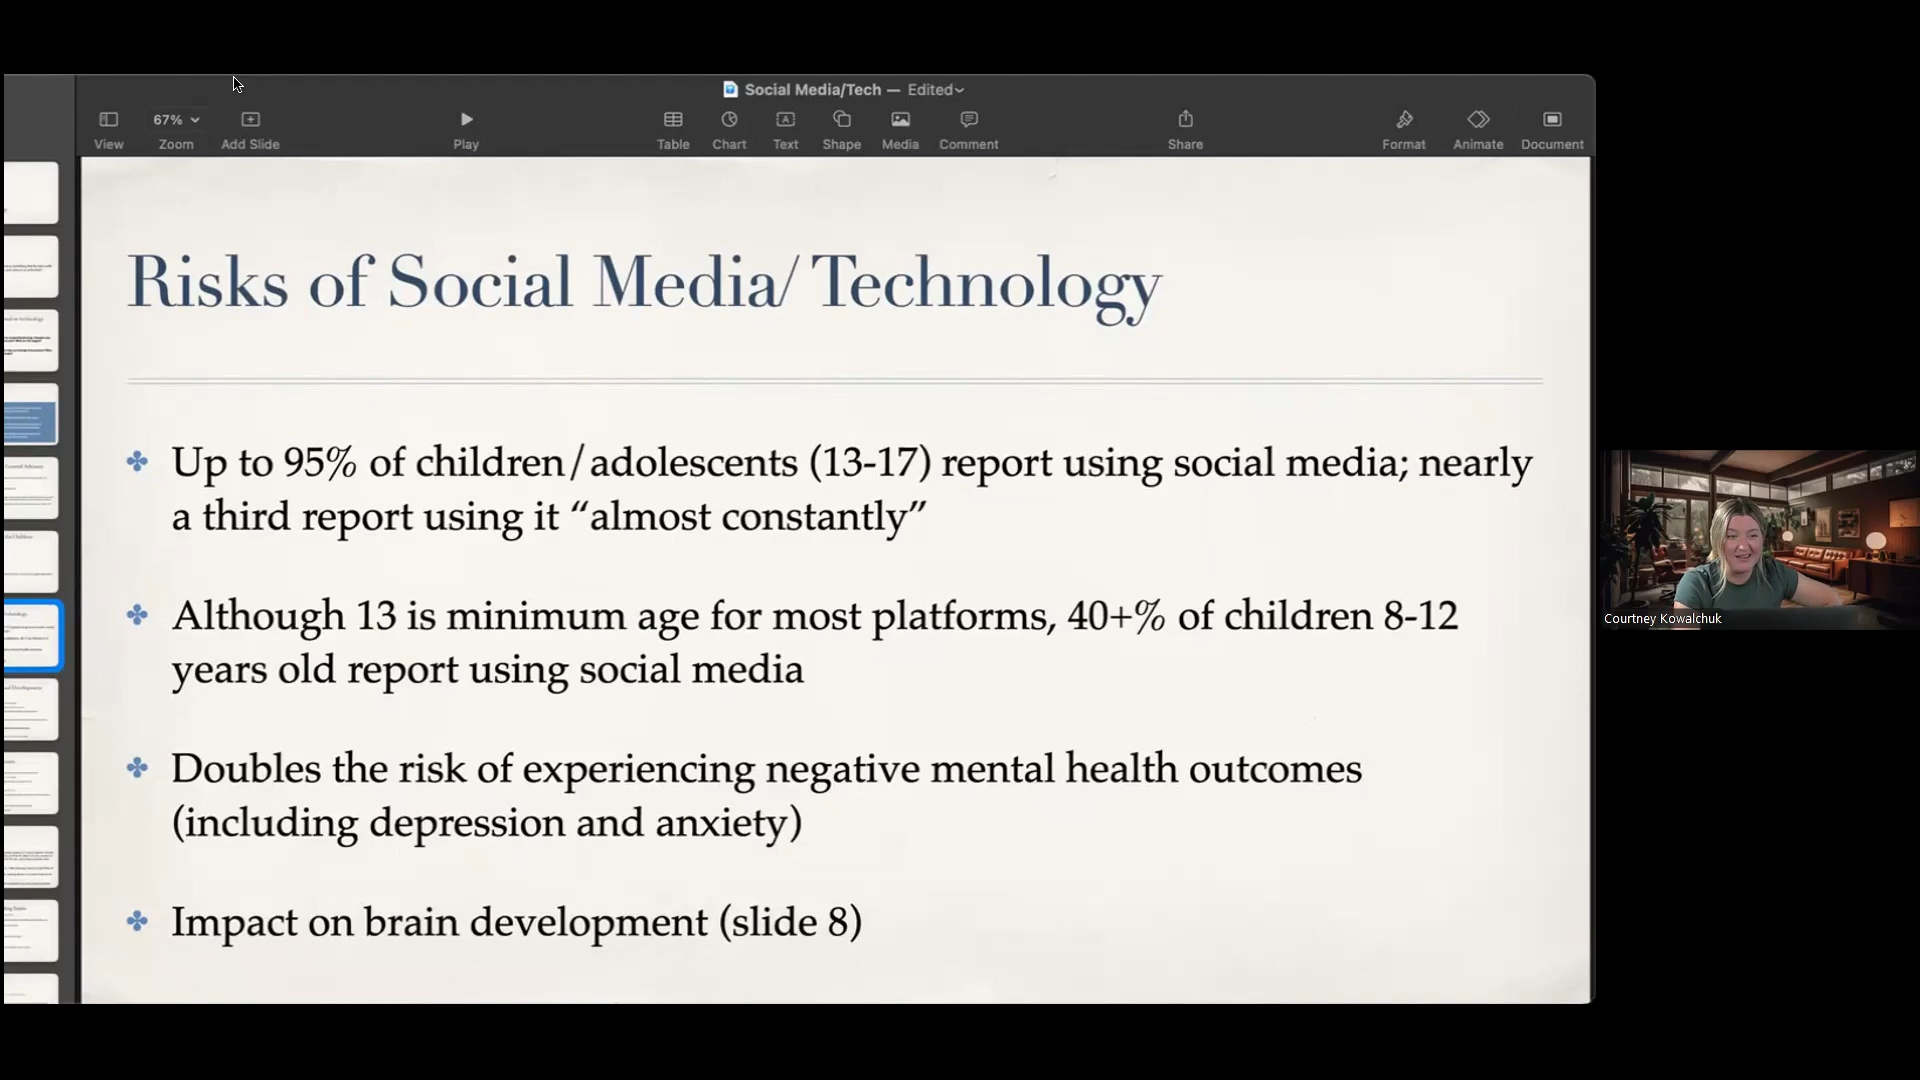 Social Media/Tech — Edited
67%
View
Zoom
Add Slide
Play
Table
Chart
Text
Shape
Media
Comment
Share
Format
Animate
Document
Risks of Social Media/ Technology
Up to 95% of children/adolescents (13-17) report using social media; nearly
a third report using it “almost constantly”
Although 13 is minimum age for most platforms, 40+% of children 8-12
years old report using social media
Doubles the risk of experiencing negative mental health outcomes
(including depression and anxiety)
Impact on brain development (slide 8)
Courtney Kowalchuk